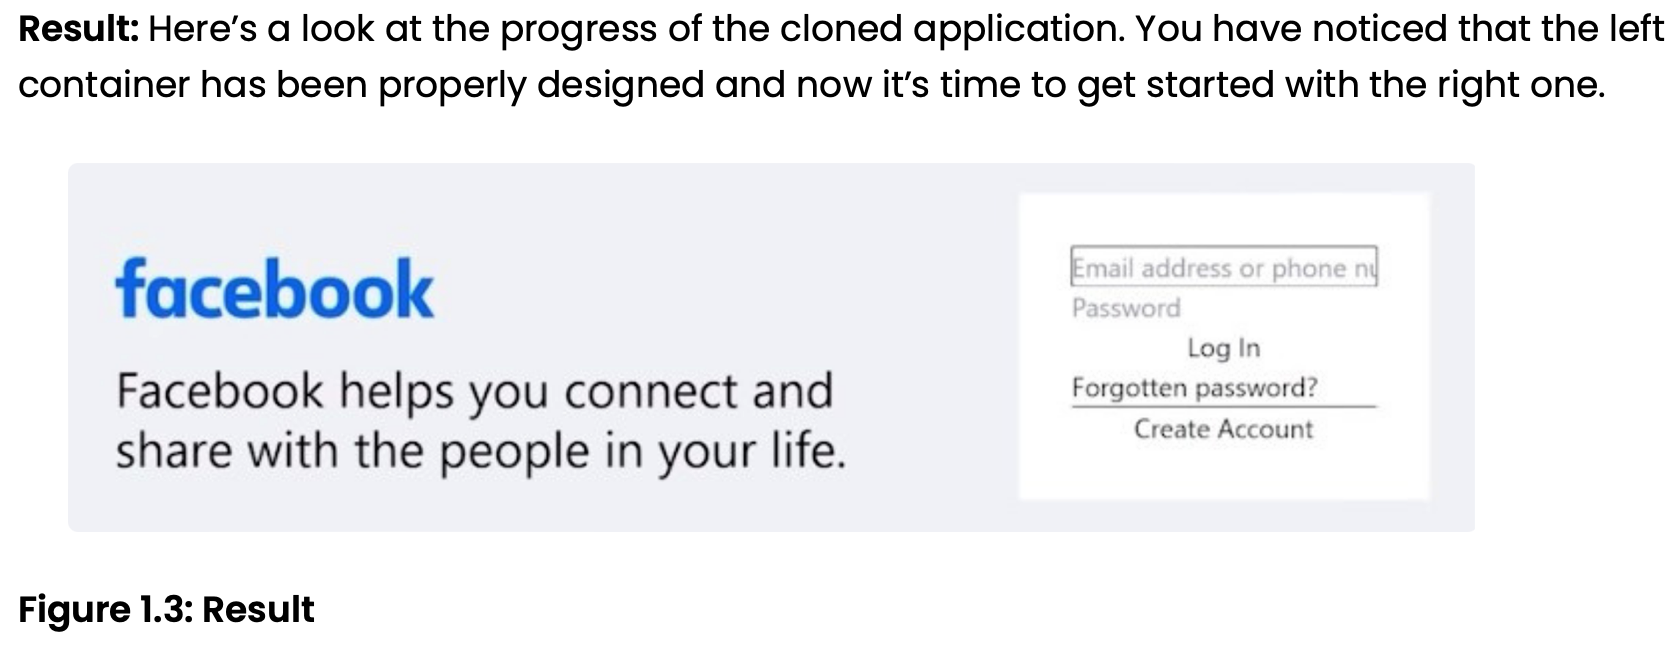 Result: Here’s a look at the progress of the cloned application. You have noticed that the left
container has been properly designed and now it’s time to get started with the right one.
facebook
Facebook helps you connect and
share with the people in your life.
Email address or phone nu
Password
Log In
Forgotten password?
Create Account
Figure 1.3: Result